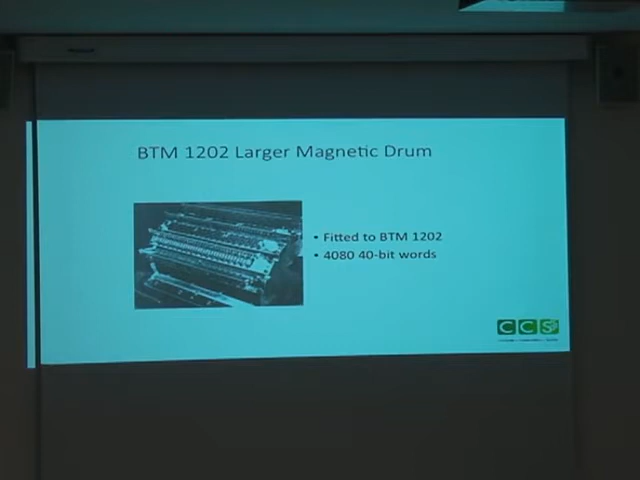 BTM 1202 Larger Magnetic Drum
• Fitted to BTM 1202
• 4080 40-bit words
CCS